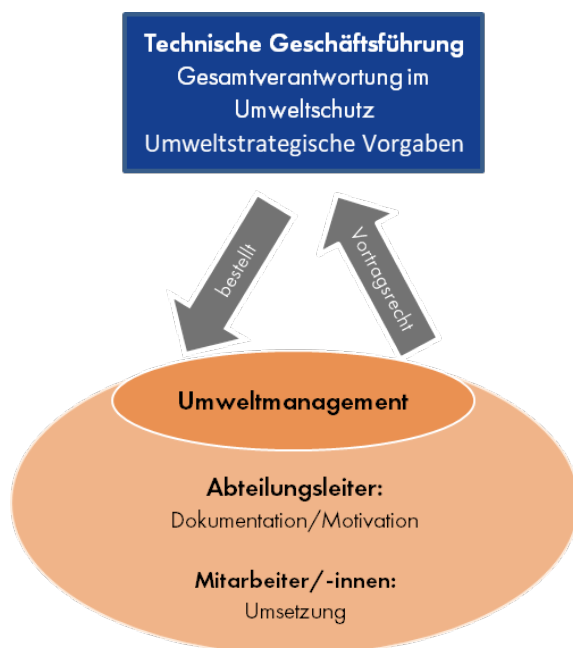 Technische Geschäftsführung
Gesamtverantwortung im
Umweltschutz
Umweltstrategische Vorgaben
bestellt
Vortragsrecht
Umweltmanagement
Abteilungsleiter:
Dokumentation/Motivation
Mitarbeiter/-innen:
Umsetzung